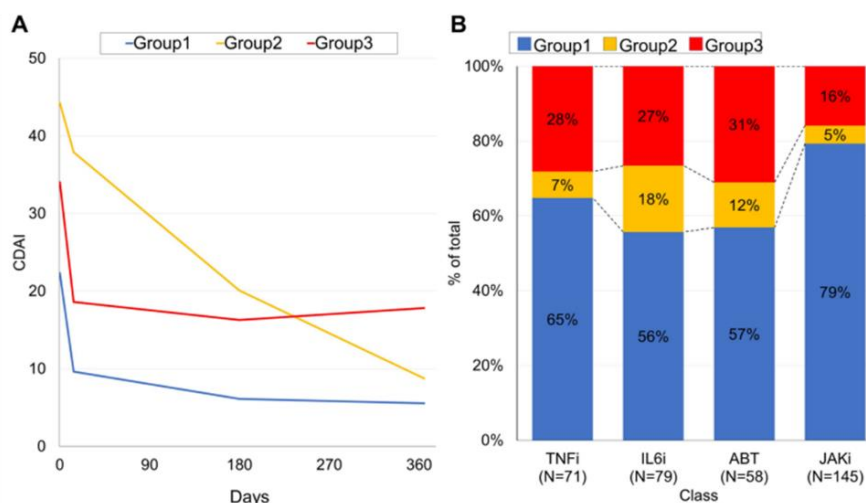 A
Group1 Group2 Group3
50
40
30
20
10
0
CDAI
0 90 180 270 360
Days
B
Group1 Group2 Group3
100%
80%
60%
40%
20%
0%
% of total
28% 27% 31% 16%
7% 18% 12% 5%
65% 56% 57% 79%
TNFi IL6i ABT JAKi
(N=71) (N=79) (N=58) (N=145)
Class